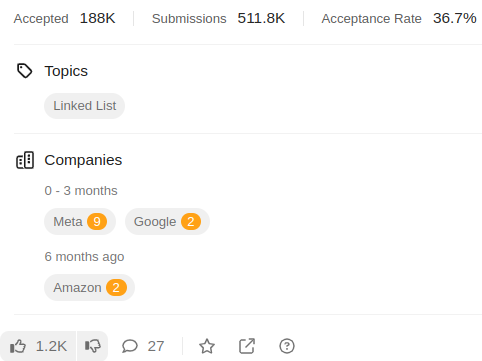 Accepted 188K Submissions 511.8K Acceptance Rate 36.7%
Topics
Linked List
Companies
0 - 3 months
Meta 9 Google 2
6 months ago
Amazon 2
1.2K 27